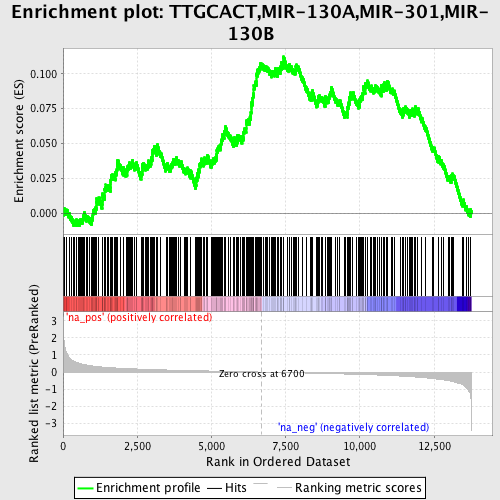 Enrichment plot: TTGCACT,MIR-130A,MIR-301,MIR-
130B
Enrichment score (ES)
0.100
0.075
0.050
0.025
0.000
'na_pos' (positively correlated)
Ranked list metric (PreRanked)
3
2
1
0
-1
-2
-3
Zero cross at 6700
'na_neg' (negatively correlated)
0
2,500
5,000
7,500
10,000
12,500
Rank in Ordered Dataset
Enrichment profile
Hits
Ranking metric scores